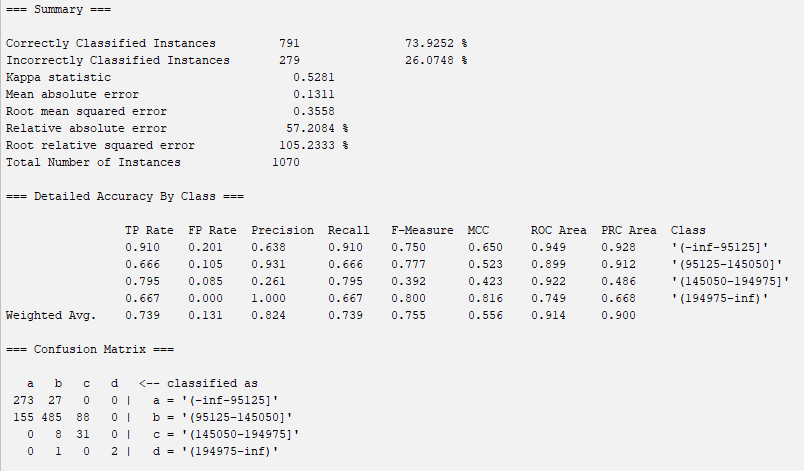 === Summary ===
Correctly Classified Instances 791 73.9252 %
Incorrectly Classified Instances 279 26.0748 %
Kappa statistic 0.5281
Mean absolute error 0.1311
Root mean squared error 0.3558
Relative absolute error 57.2084 %
Root relative squared error 105.2333 %
Total Number of Instances 1070
=== Detailed Accuracy By Class ===
TP Rate FP Rate Precision Recall F-Measure MCC ROC Area PRC Area Class
0.910 0.201 0.638 0.910 0.750 0.650 0.949 0.928 '(-inf-95125]'
0.666 0.105 0.931 0.666 0.777 0.523 0.899 0.912 '(95125-145050]'
0.795 0.085 0.261 0.795 0.392 0.423 0.922 0.486 '(145050-194975]'
0.667 0.000 1.000 0.667 0.800 0.816 0.749 0.668 '(194975-inf)'
Weighted Avg. 0.739 0.131 0.824 0.739 0.755 0.556 0.914 0.900
=== Confusion Matrix ===
a b c d <-- classified as
273 27 0 0 | a = '(-inf-95125]'
155 485 88 0 | b = '(95125-145050]'
0 8 31 0 | c = '(145050-194975]'
0 1 0 2 | d = '(194975-inf)'